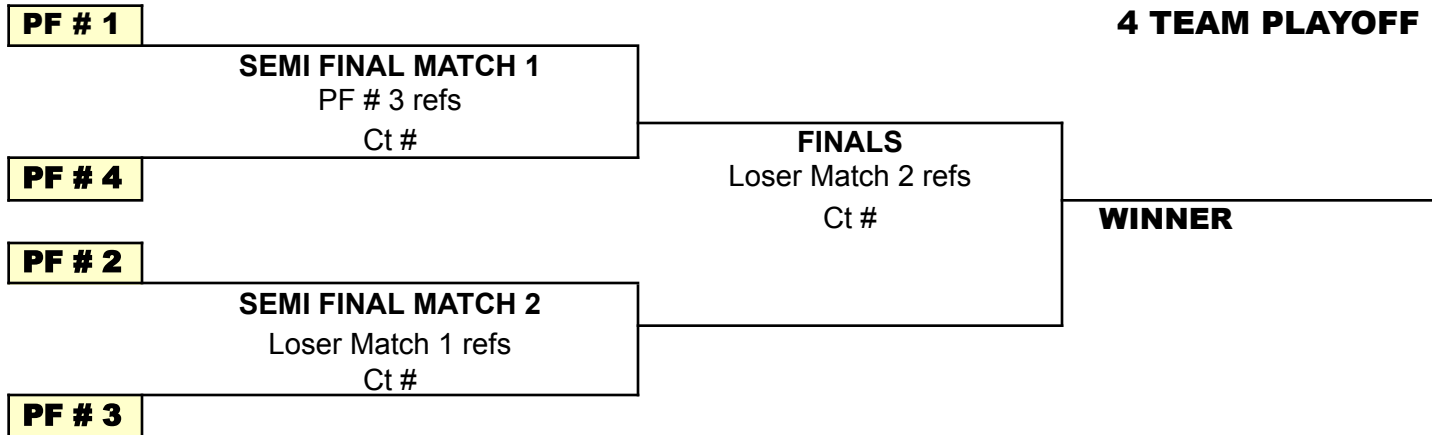 PF # 1
4 TEAM PLAYOFF
SEMI FINAL MATCH 1
PF # 3 refs
Ct #
PF # 4
FINALS
Loser Match 2 refs
Ct #
WINNER
PF # 2
SEMI FINAL MATCH 2
Loser Match 1 refs
Ct #
PF # 3